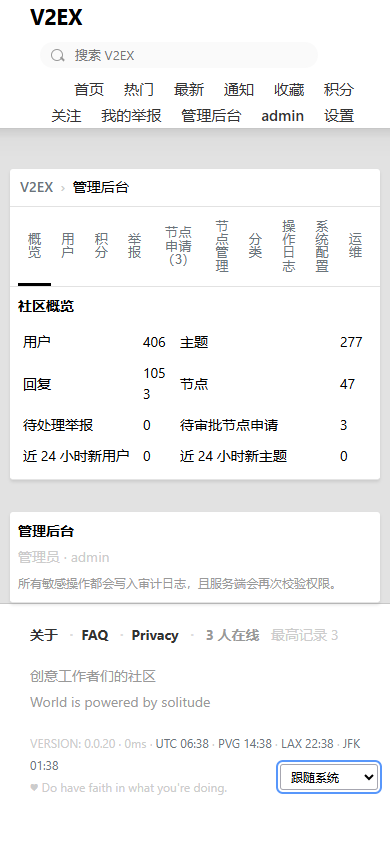 V2EX
搜索 V2EX
首页 热门 最新 通知 收藏 积分
关注 我的举报 管理后台 admin 设置
V2EX › 管理后台
概览 用户 积分 举报 节点申请（3） 节点管理 分类 操作日志 系统配置 运维
社区概览
用户 406 主题 277
回复 1053 节点 47
待处理举报 0 待审批节点申请 3
近 24 小时新用户 0 近 24 小时新主题 0
管理后台
管理员 · admin
所有敏感操作都会写入审计日志，且服务端会再次校验权限。
关于 · FAQ · Privacy · 3 人在线 最高记录 3
创意工作者们的社区
World is powered by solitude
VERSION: 0.0.20 · 0ms · UTC 06:38 · PVG 14:38 · LAX 22:38 · JFK
01:38
跟随系统
♥ Do have faith in what you're doing.